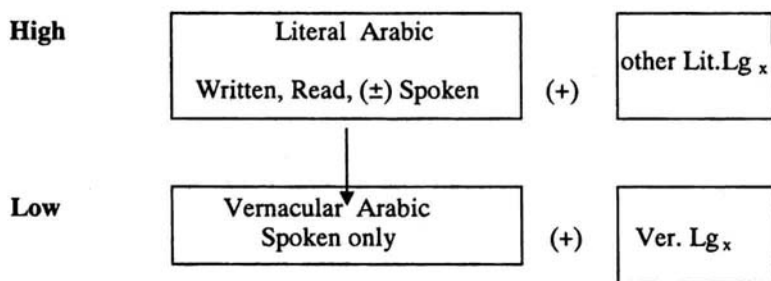 High
Literal Arabic
Written, Read, (±) Spoken
(+)
other Lit.Lg x
Low
Vernacular Arabic
Spoken only
(+)
Ver. Lg x